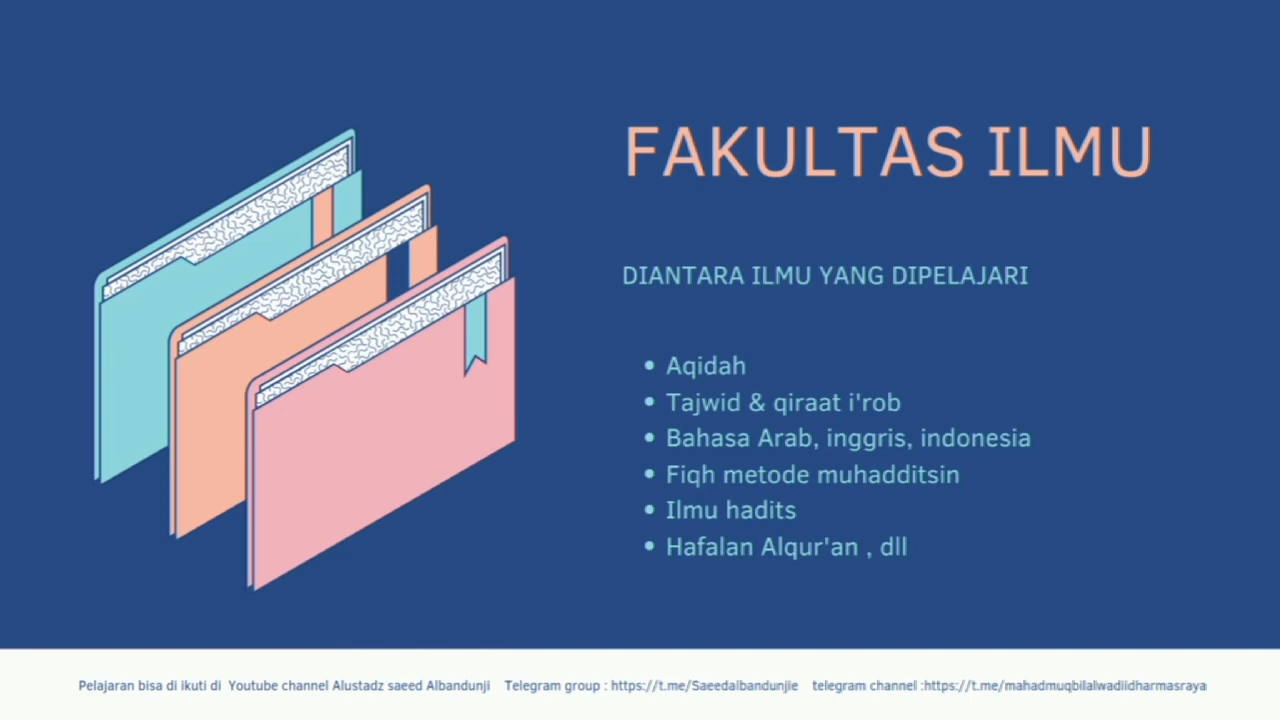 FAKULTAS ILMU
DIANTARA ILMU YANG DIPELAJARI
• Aqidah
• Tajwid & qiraat i'rob
• Bahasa Arab, inggris, indonesia
• Fiqh metode muhadditsin
• Ilmu hadits
• Hafalan Alqur'an , dll
Pelajaran bisa di ikuti di Youtube channel Alustadz saeed Albandunji Telegram group : https://t.me/Saeedalbandunjie telegram channel :https://t.me/mahadmuqbilalwadiidharmasraya